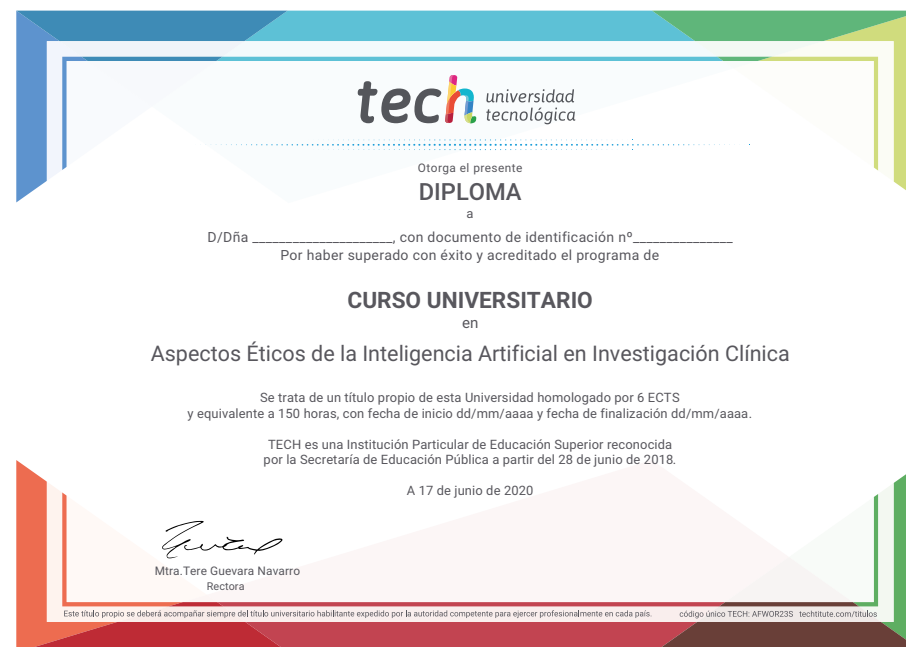 tech universidad
tecnológica
Otorga el presente
DIPLOMA
a
D/Dña ______________________, con documento de identificación nº_______________
Por haber superado con éxito y acreditado el programa de
CURSO UNIVERSITARIO
en
Aspectos Éticos de la Inteligencia Artificial en Investigación Clínica
Se trata de un título propio de esta Universidad homologado por 6 ECTS
y equivalente a 150 horas, con fecha de inicio dd/mm/aaaa y fecha de finalización dd/mm/aaaa.
TECH es una Institución Particular de Educación Superior reconocida
por la Secretaría de Educación Pública a partir del 28 de junio de 2018.
A 17 de junio de 2020
Mtra.Tere Guevara Navarro
Rectora
Este título propio se deberá acompañar siempre del título universitario habilitante expedido por la autoridad competente para ejercer profesionalmente en cada país. código único TECH: AFWOR23S techtitute.com/titulos